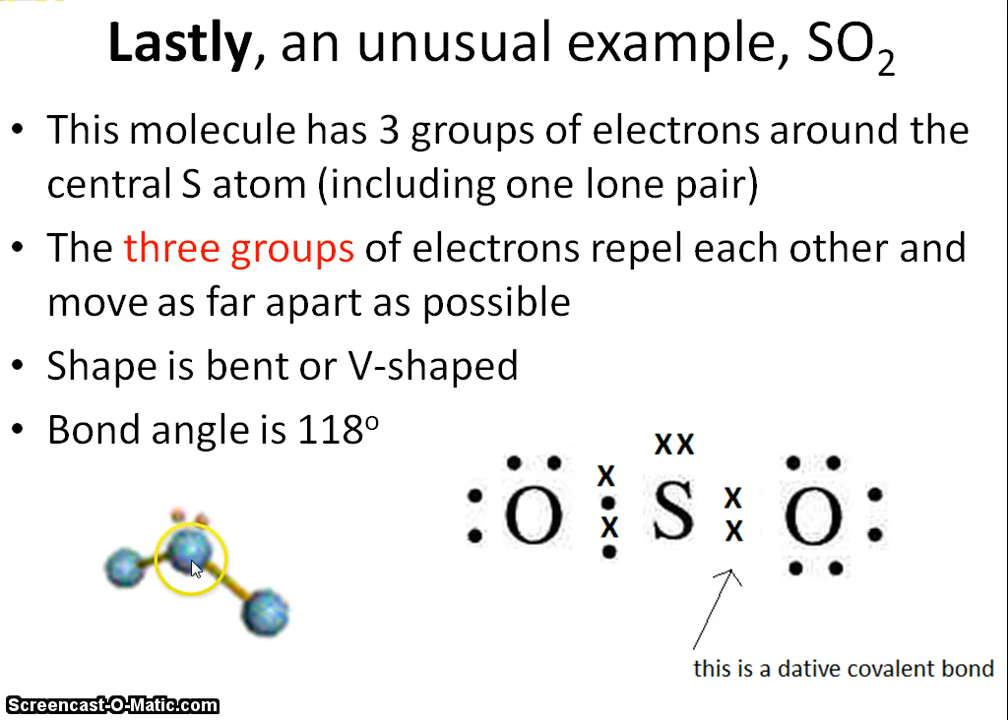 Lastly, an unusual example, SO₂
• This molecule has 3 groups of electrons around the
central S atom (including one lone pair)
• The three groups of electrons repel each other and
move as far apart as possible
• Shape is bent or V-shaped
• Bond angle is 118º
xx
x x
O S O
x x
this is a dative covalent bond
Screencast-O-Matic.com